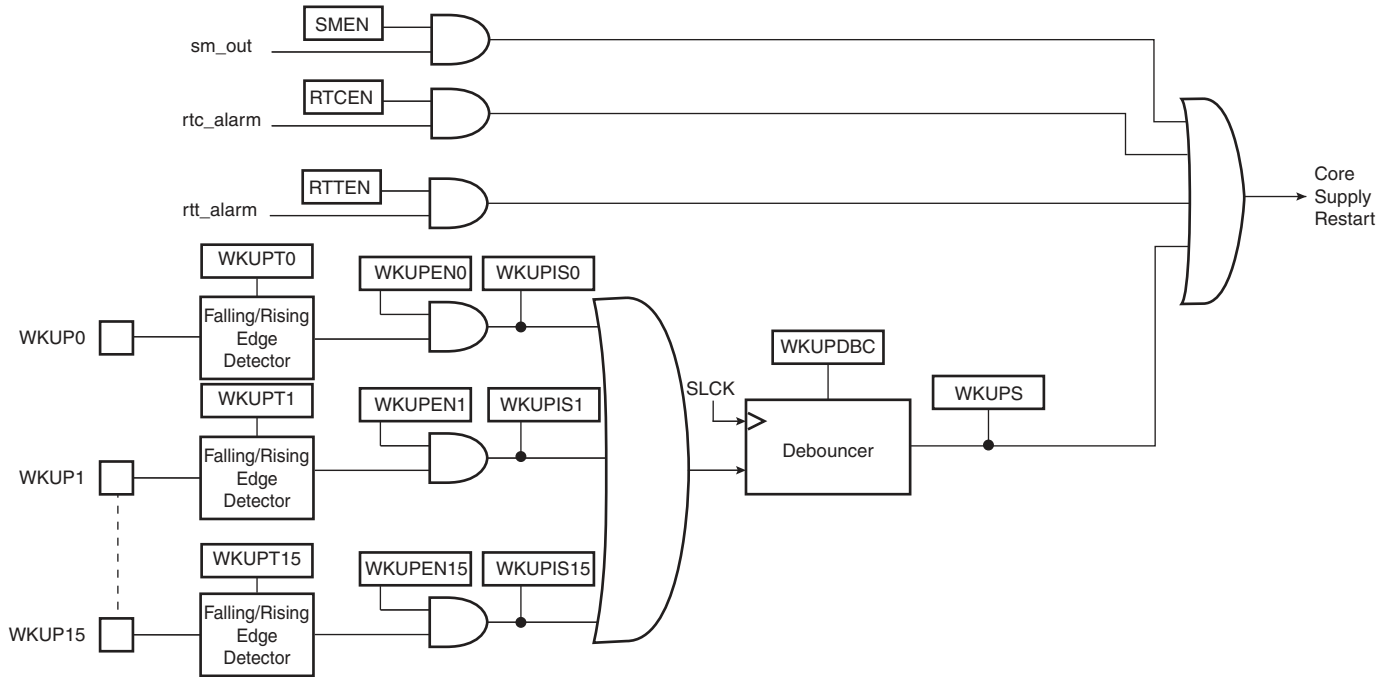 SMEN
sm_out
RTCEN
rtc_alarm
RTTEN
rtt_alarm
Core
Supply
Restart
WKUPT0
WKUPEN0
WKUPIS0
WKUP0
Falling/Rising
Edge
Detector
WKUPT1
WKUPEN1
WKUPIS1
WKUP1
Falling/Rising
Edge
Detector
WKUPT15
WKUPEN15
WKUPIS15
WKUP15
Falling/Rising
Edge
Detector
SLCK
WKUPDBC
Debouncer
WKUPS